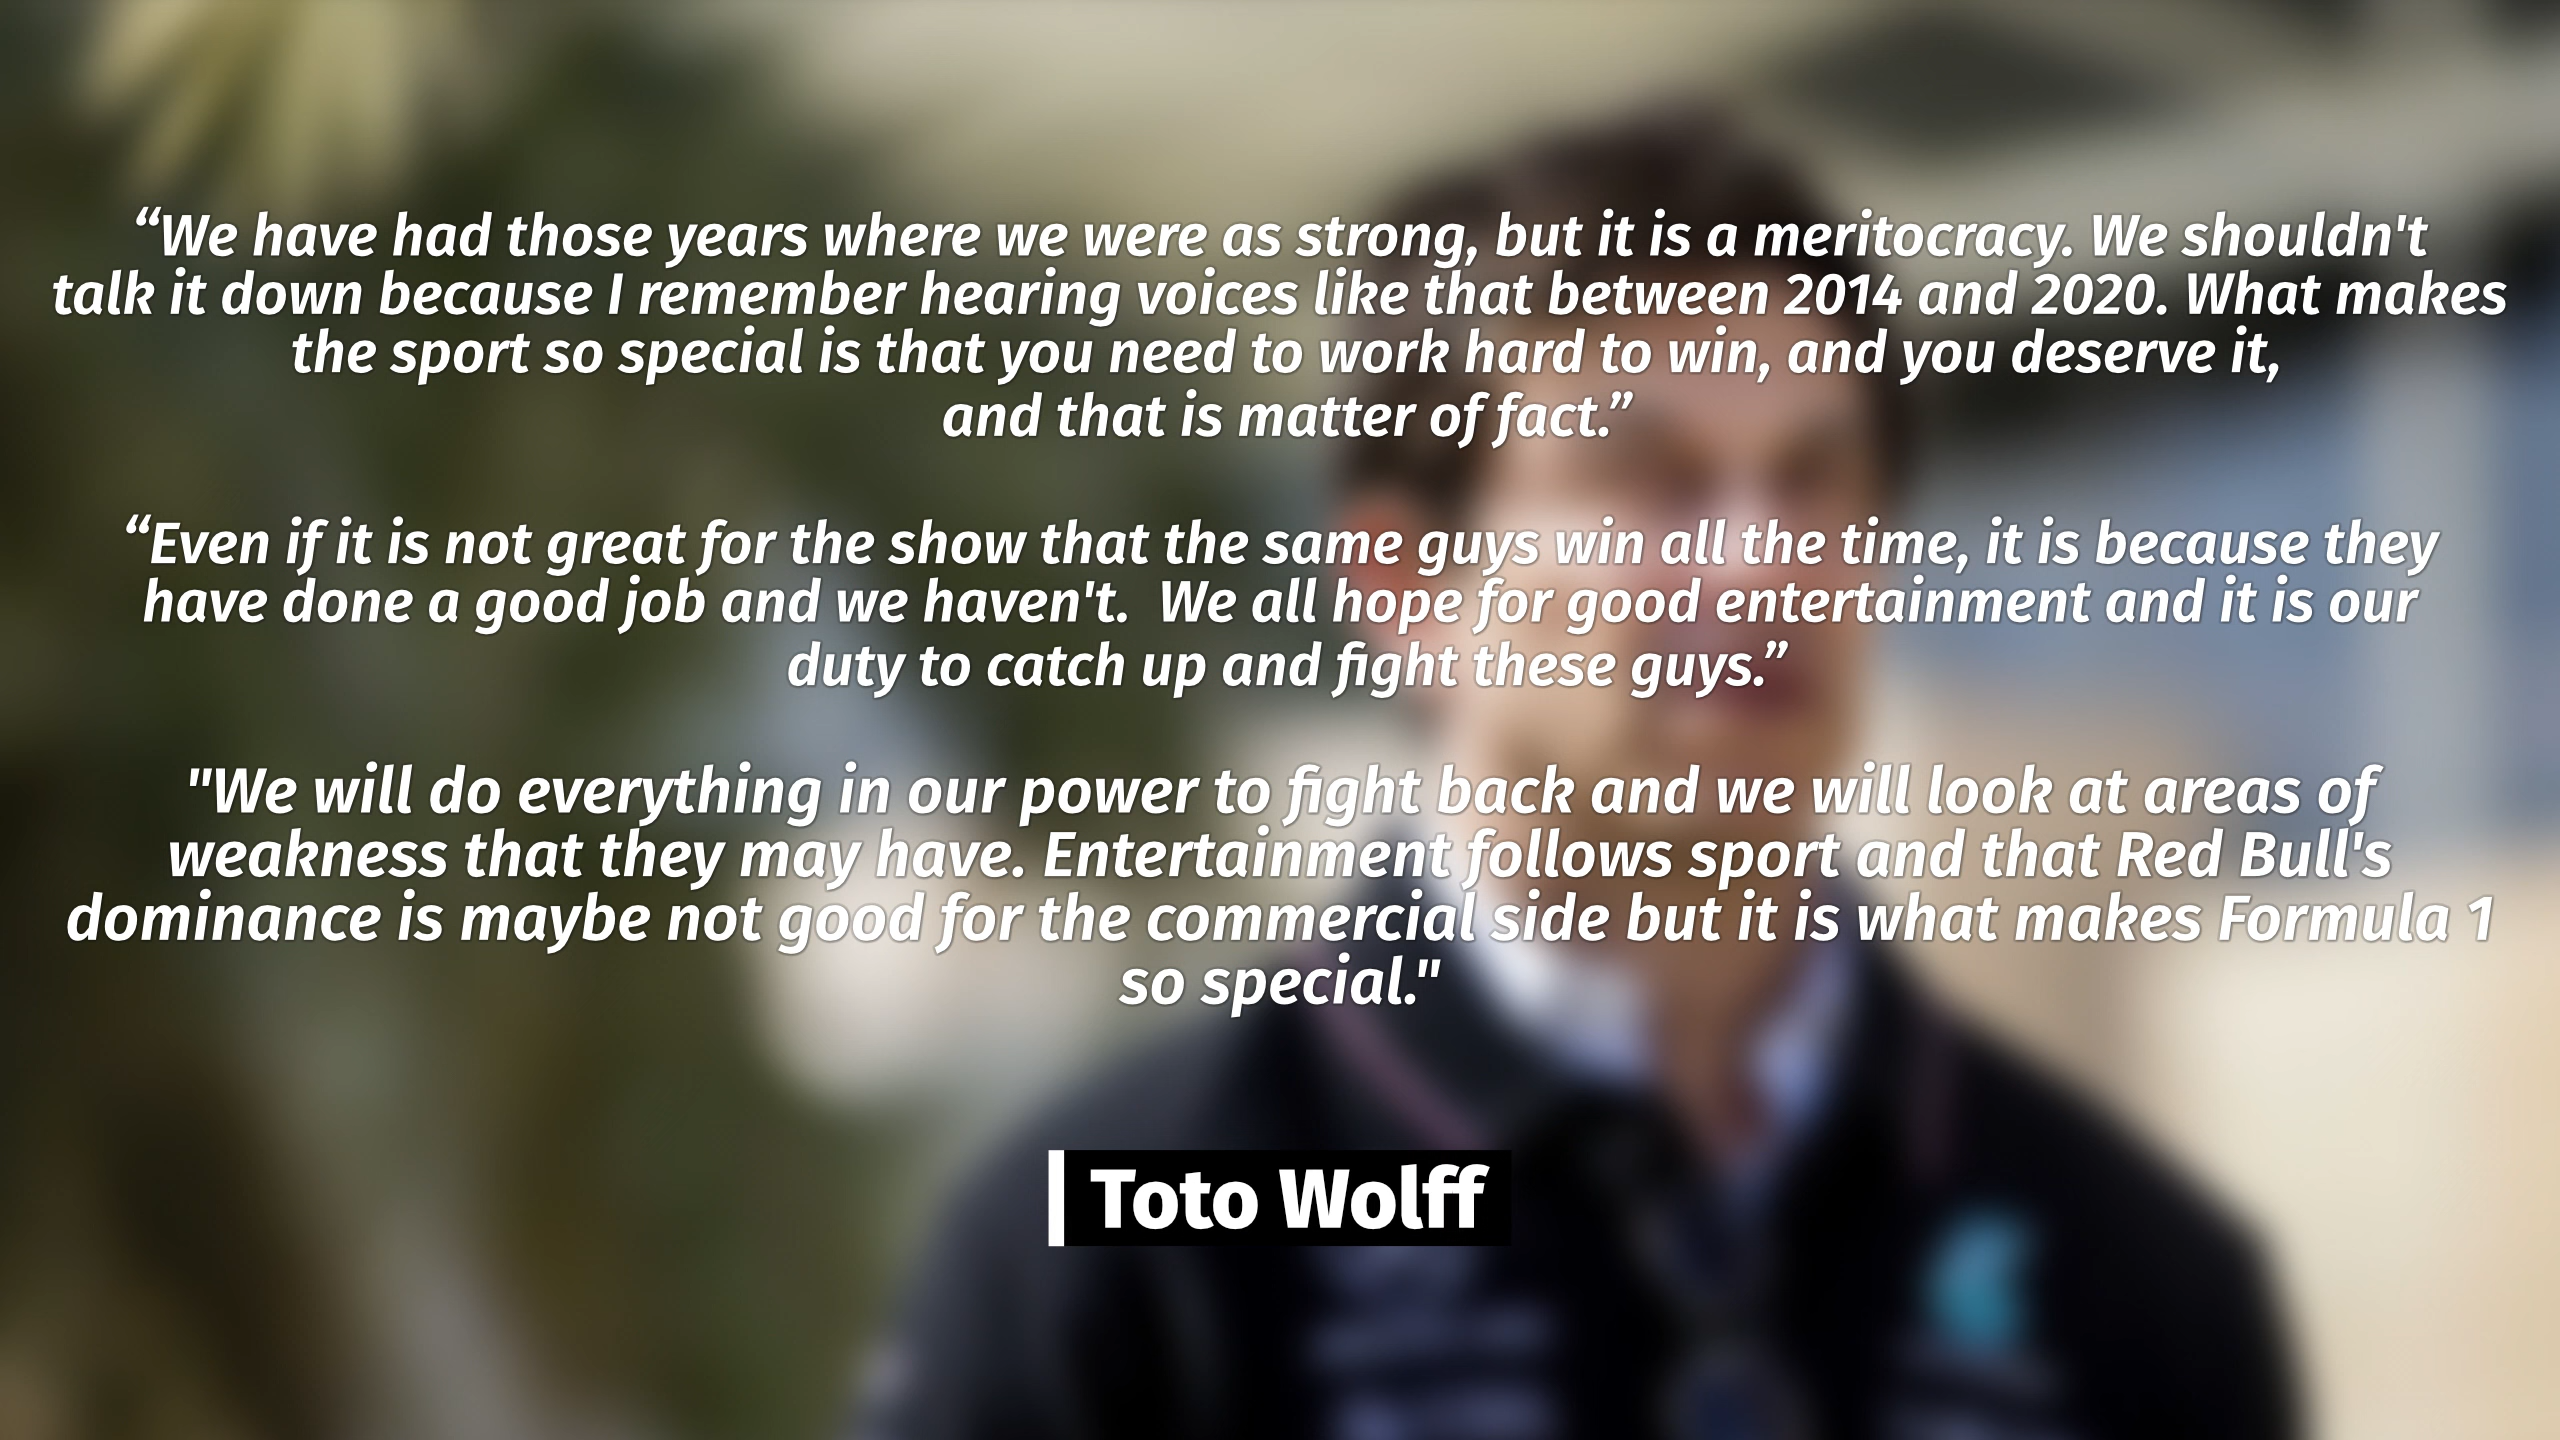 “We have had those years where we were as strong, but it is a meritocracy. We shouldn't
talk it down because I remember hearing voices like that between 2014 and 2020. What makes
the sport so special is that you need to work hard to win, and you deserve it,
and that is matter of fact.”
“Even if it is not great for the show that the same guys win all the time, it is because they
have done a good job and we haven't.  We all hope for good entertainment and it is our
duty to catch up and fight these guys.”
"We will do everything in our power to fight back and we will look at areas of
weakness that they may have. Entertainment follows sport and that Red Bull's
dominance is maybe not good for the commercial side but it is what makes Formula 1
so special."
Toto Wolff